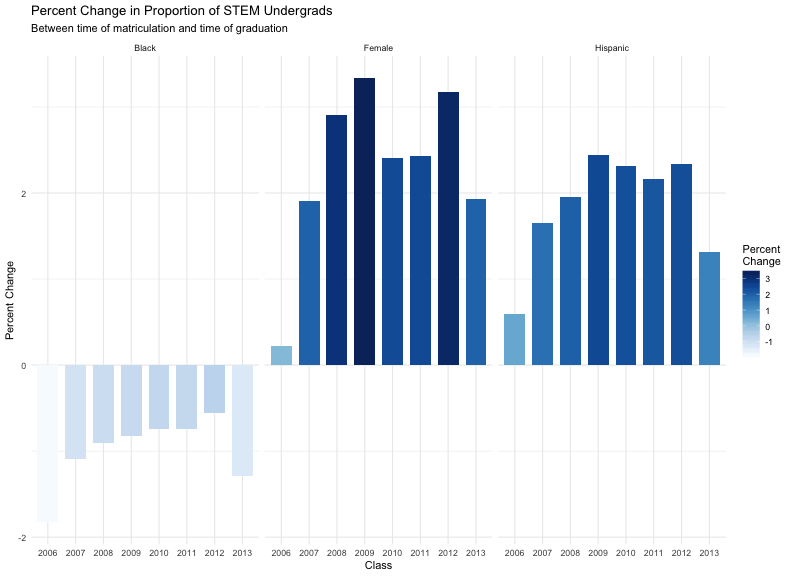 Percent Change in Proportion of STEM Undergrads
Between time of matriculation and time of graduation
Black Female Hispanic
Percent Change
2
0
-2
2006 2007 2008 2009 2010 2011 2012 2013 2006 2007 2008 2009 2010 2011 2012 2013 2006 2007 2008 2009 2010 2011 2012 2013
Class
Percent
Change
3
2
1
0
-1